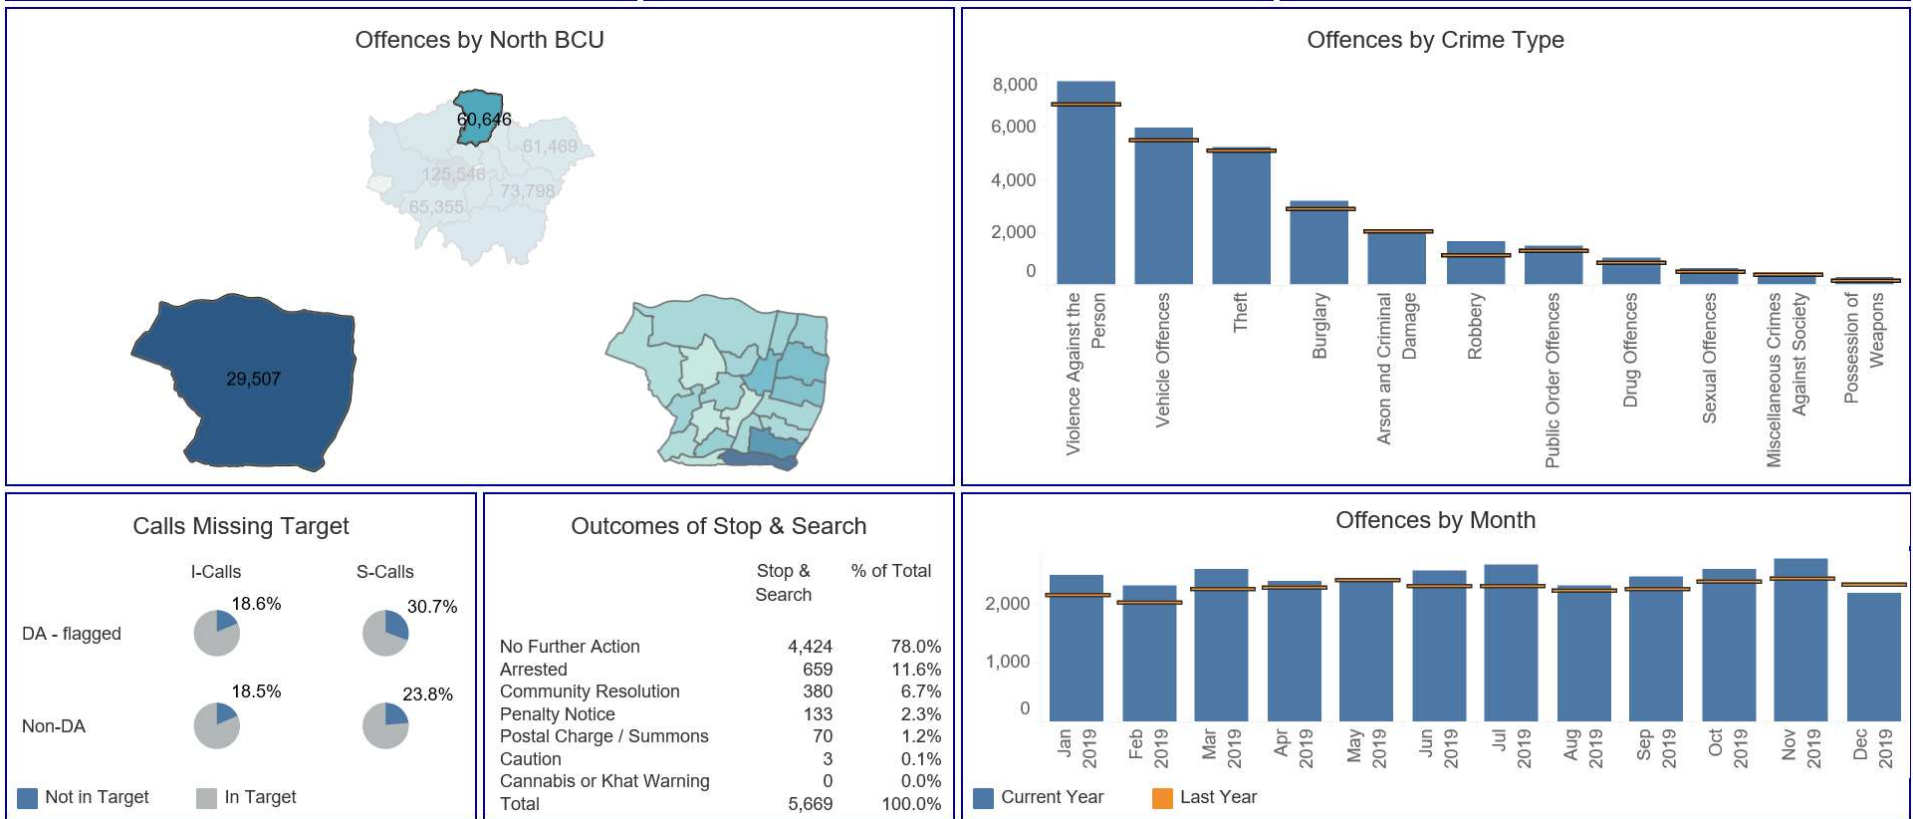 Offences by North BCU
60,646
61,469
125,546
73,798
65,355
29,507
Offences by Crime Type
8,000
6,000
4,000
2,000
0
Violence Against the
Person
Vehicle Offences
Theft
Burglary
Arson and Criminal
Damage
Robbery
Public Order Offences
Drug Offences
Sexual Offences
Miscellaneous Crimes
Against Society
Possession of
Weapons
Calls Missing Target
I-Calls S-Calls
18.6% 30.7%
DA - flagged
18.5% 23.8%
Non-DA
Not in Target In Target
Outcomes of Stop & Search
Stop & % of Total
Search
No Further Action 4,424 78.0%
Arrested 659 11.6%
Community Resolution 380 6.7%
Penalty Notice 133 2.3%
Postal Charge / Summons 70 1.2%
Caution 3 0.1%
Cannabis or Khat Warning 0 0.0%
Total 5,669 100.0%
Offences by Month
2,000
1,000
0
Jan
2019
Feb
2019
Mar
2019
Apr
2019
May
2019
Jun
2019
Jul
2019
Aug
2019
Sep
2019
Oct
2019
Nov
2019
Dec
2019
Current Year Last Year